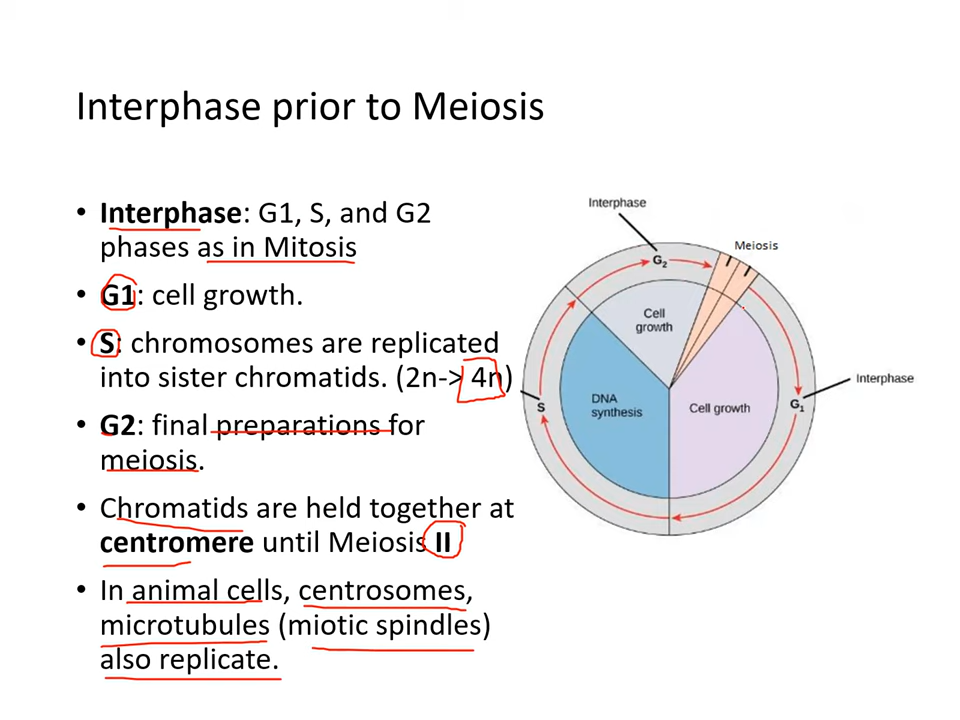 Interphase prior to Meiosis
• Interphase: G1, S, and G2
phases as in Mitosis
• G1: cell growth.
• S: chromosomes are replicated
into sister chromatids. (2n-> 4n)
• G2: final preparations for
meiosis.
• Chromatids are held together at
centromere until Meiosis II
• In animal cells, centrosomes,
microtubules (miotic spindles)
also replicate.
Interphase
Meiosis
G₂
Cell
growth
Interphase
DNA
synthesis
S
Cell growth
G₁